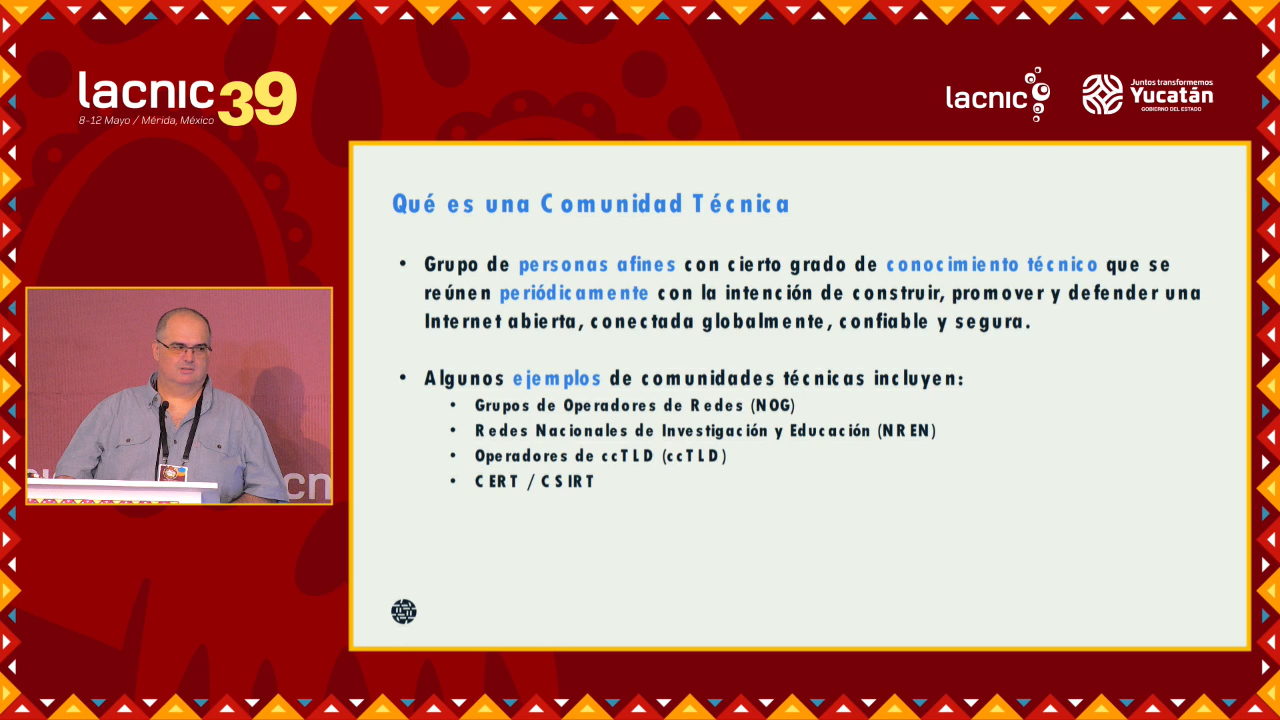 lacnic39
8-12 Mayo / Mérida, México
lacnic
Juntos transformemos
Yucatán
GOBIERNO DEL ESTADO
Qué es una Comunidad Técnica
• Grupo de personas afines con cierto grado de conocimiento técnico que se
reúnen periódicamente con la intención de construir, promover y defender una
Internet abierta, conectada globalmente, confiable y segura.
• Algunos ejemplos de comunidades técnicas incluyen:
• Grupos de Operadores de Redes (NOG)
• Redes Nacionales de Investigación y Educación (NREN)
• Operadores de ccTLD (ccTLD)
• CERT / CSIRT
cn